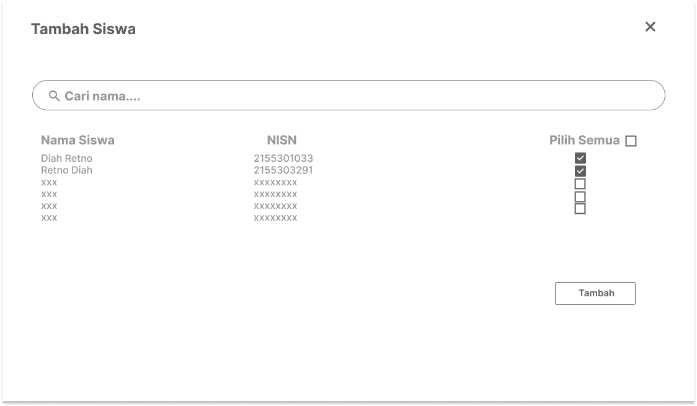 Tambah Siswa
Cari nama....
Nama Siswa NISN Pilih Semua
Diah Retno 2155301033
Retno Diah 2155303291
xxx xxxxxxxx
xxx xxxxxxxx
xxx xxxxxxxx
xxx xxxxxxxx
Tambah